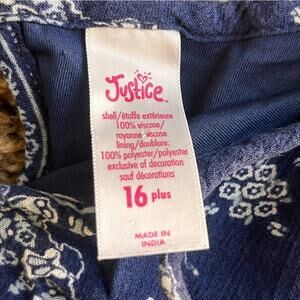 Justice
shell/étoffe extérieure
100% viscose/
rayonne viscose
lining/doublure:
100% polyester/polyester
exclusive of decoration
sauf décorations
16 plus
MADE IN
INDIA